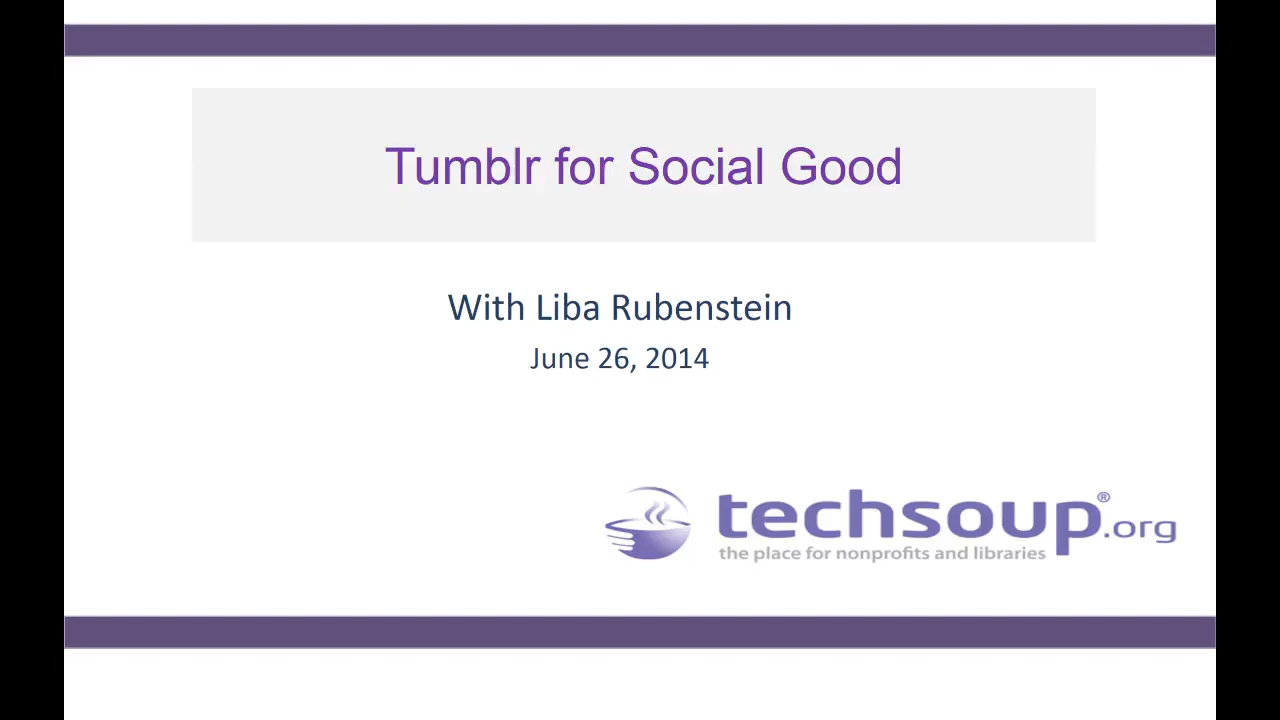 Tumblr for Social Good
With Liba Rubenstein
June 26, 2014
techsoup®.org
the place for nonprofits and libraries